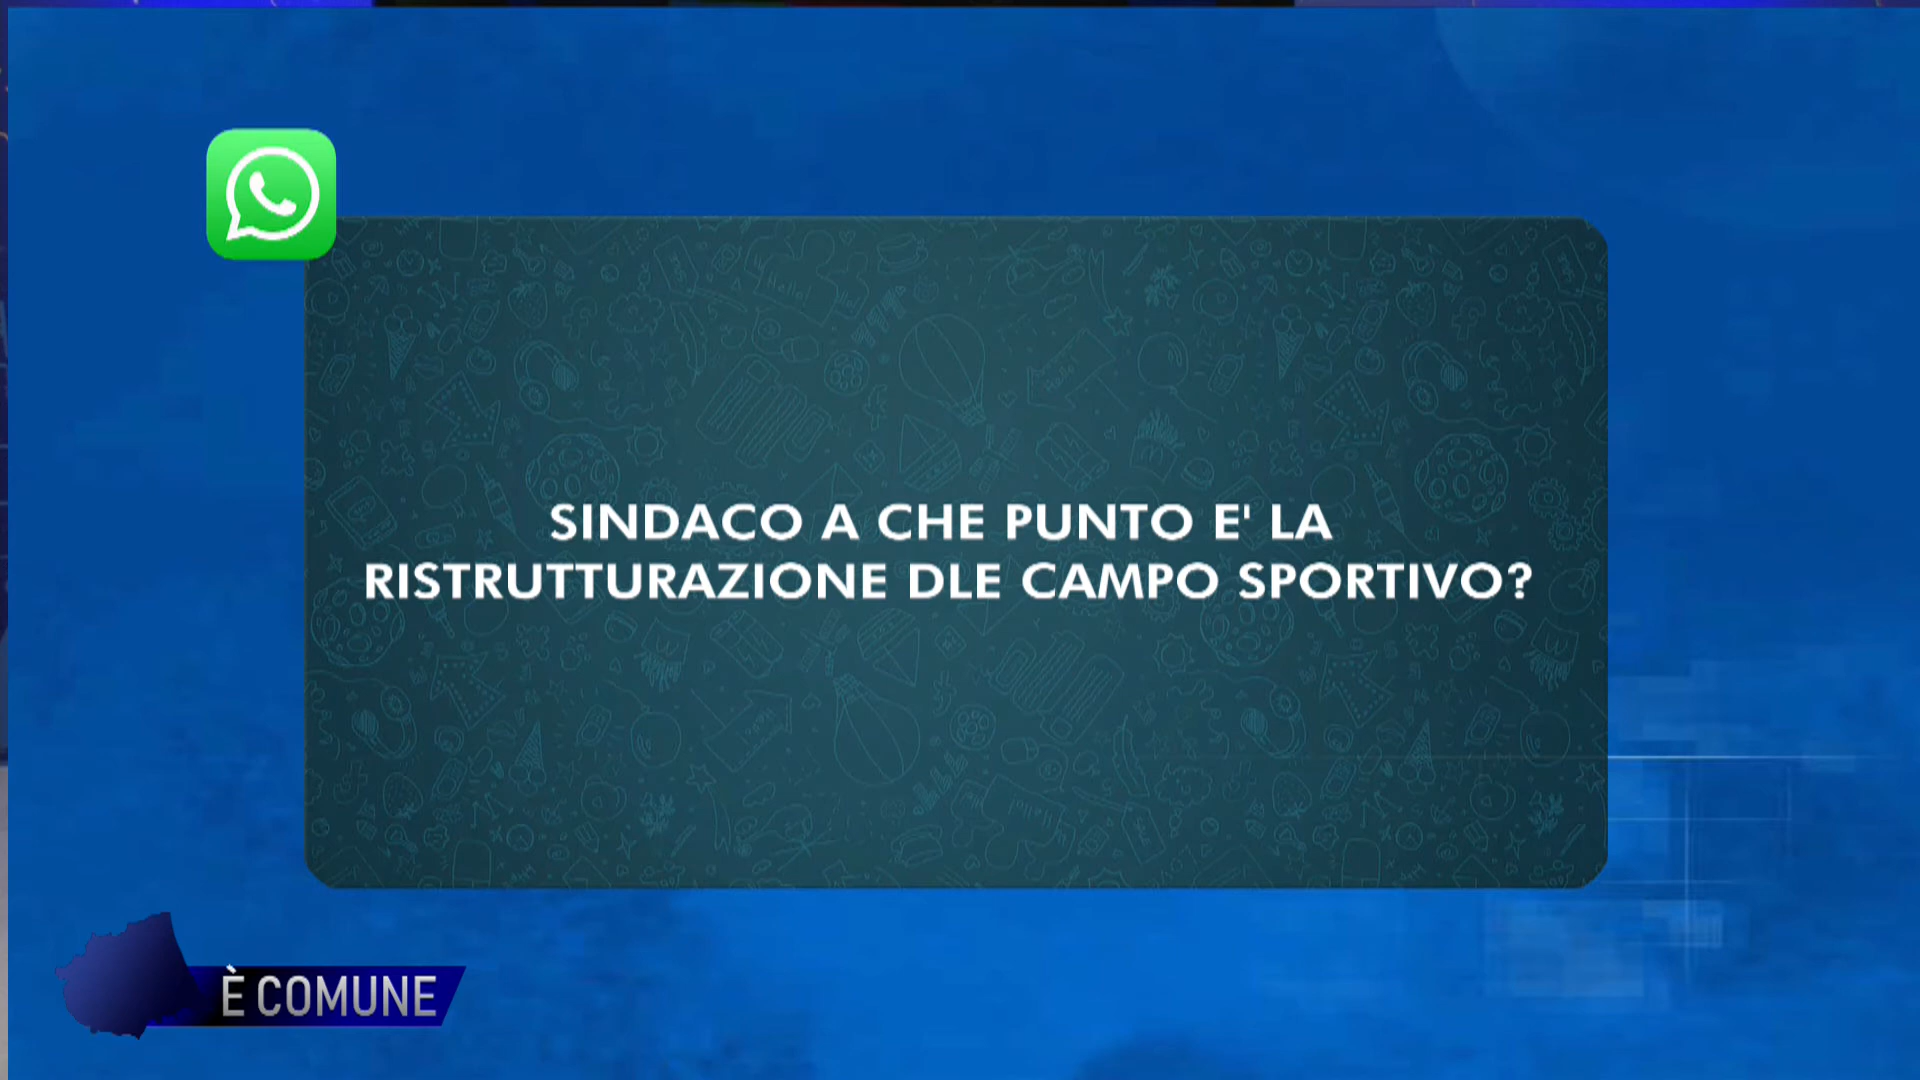 SINDACO A CHE PUNTO E' LA
RISTRUTTURAZIONE DLE CAMPO SPORTIVO?
È COMUNE